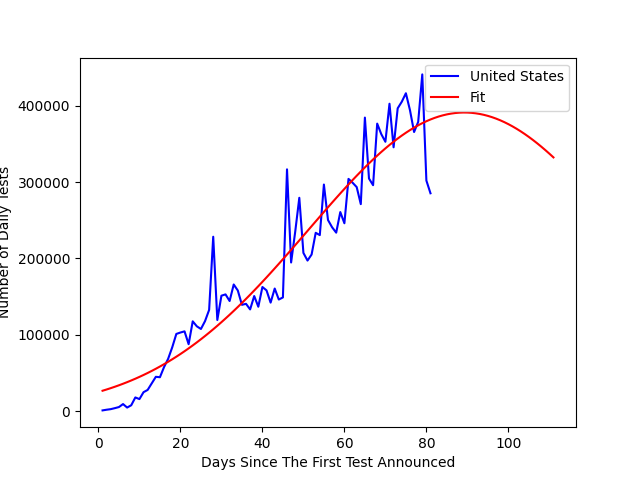 United States
Fit
400000
300000
200000
100000
0
Number of Daily Tests
0 20 40 60 80 100
Days Since The First Test Announced